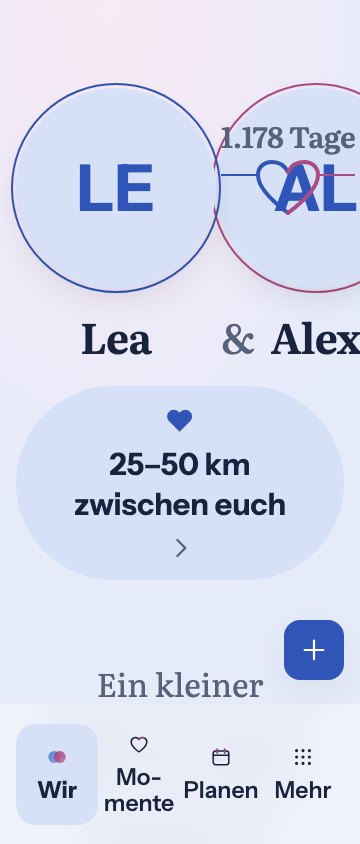 1.178 Tage
LE
AL
Lea & Alex
25–50 km
zwischen euch
Ein kleiner
Wir
Mo-
mente
Planen
Mehr